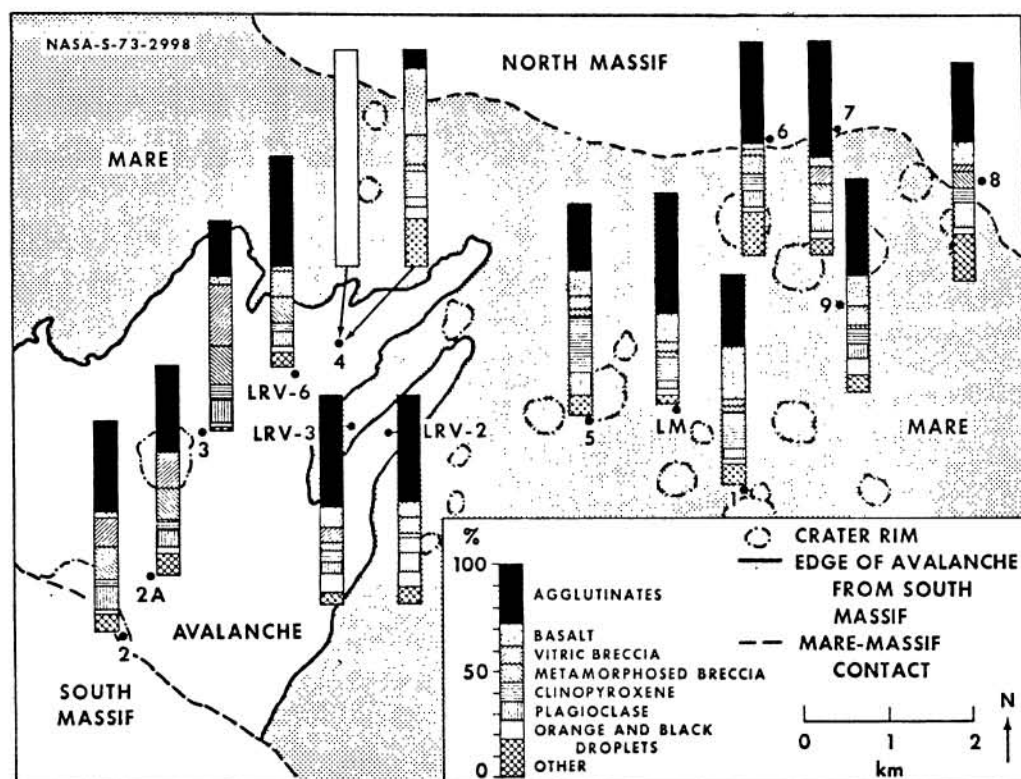 NASA-S-73-2998
NORTH MASSIF
MARE
6
7
8
9
4
LRV-6
3
LRV-3
LRV-2
5
LM
1
MARE
2A
2
AVALANCHE
SOUTH
MASSIF
%
100
50
0
AGGLUTINATES
BASALT
VITRIC BRECCIA
METAMORPHOSED BRECCIA
CLINOPYROXENE
PLAGIOCLASE
ORANGE AND BLACK
DROPLETS
OTHER
CRATER RIM
EDGE OF AVALANCHE
FROM SOUTH
MASSIF
MARE-MASSIF
CONTACT
N
0 1 2
km